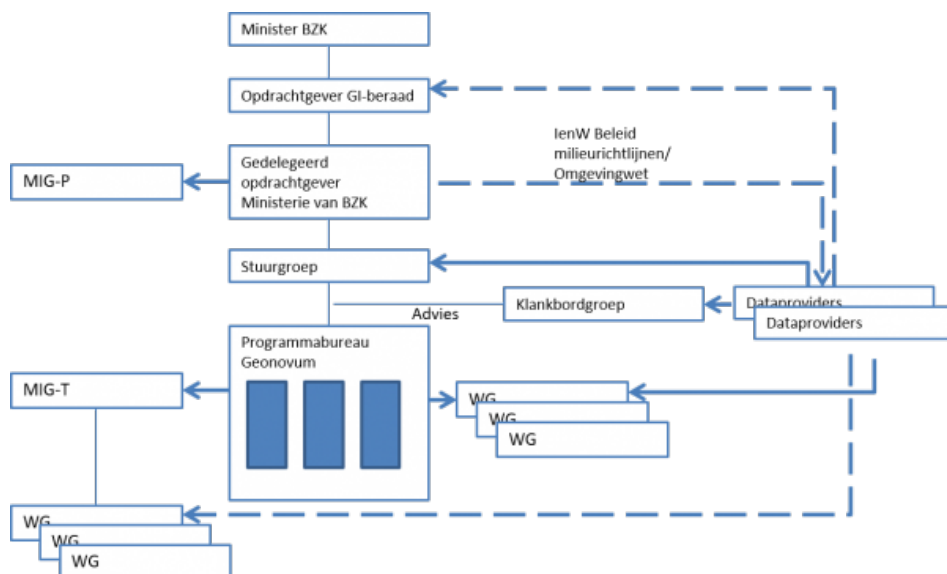 Minister BZK
Opdrachtgever GI-beraad
IenW Beleid
milieurichtlijnen/
Omgevingwet
Gedelegeerd
opdrachtgever
Ministerie van BZK
MIG-P
Stuurgroep
Klankbordgroep
Dataproviders
Dataproviders
Advies
Programmabureau
Geonovum
MIG-T
WG
WG
WG
WG
WG
WG